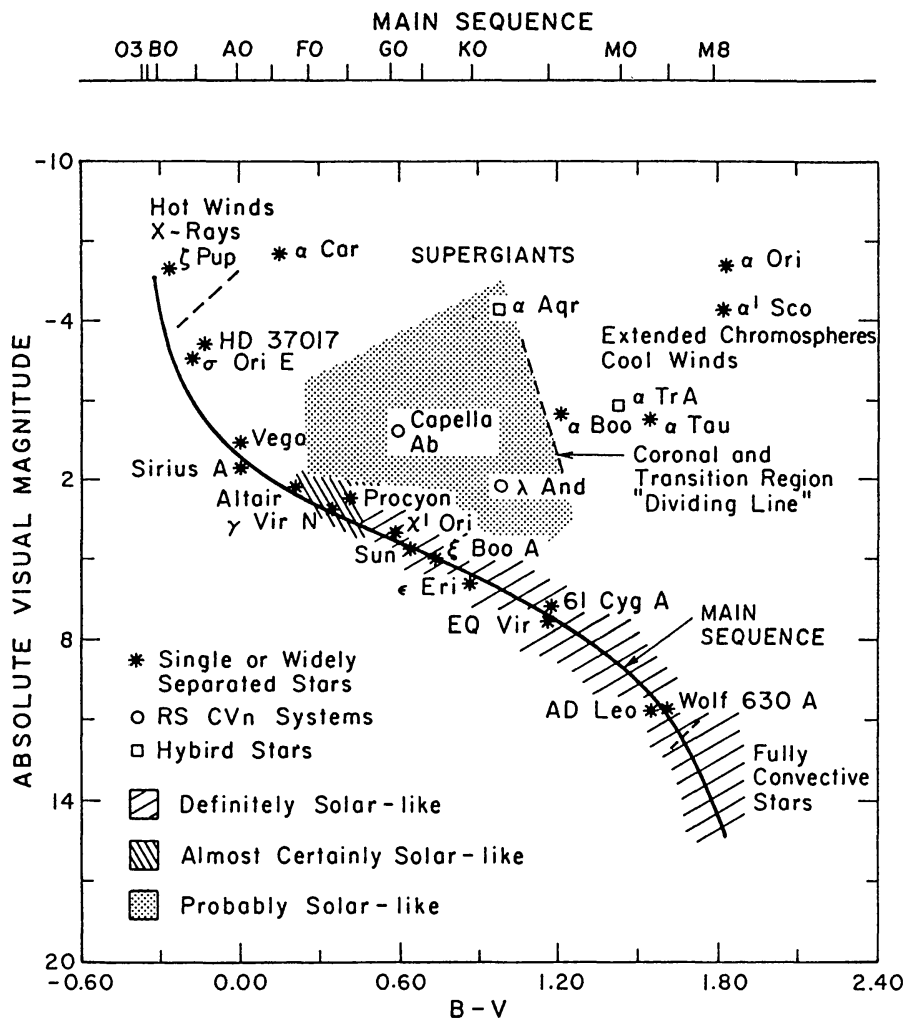 MAIN SEQUENCE
O3 BO AO FO GO KO MO M8
-10
Hot Winds
X-Rays
ζ Pup
α Car
SUPERGIANTS
α Ori
-4
α Aqr
α' Sco
HD 37017
σ Ori E
Extended Chromospheres
Cool Winds
α TrA
Capella
Ab
α Boo
α Tau
Vega
Sirius A
Coronal and
Transition Region
"Dividing Line"
2
Altair
Procyon
λ And
γ Vir N
χ' Ori
Sun
ξ Boo A
ϵ Eri
61 Cyg A
EQ Vir
MAIN
SEQUENCE
8
ABSOLUTE VISUAL MAGNITUDE
Single or Widely
Separated Stars
RS CVn Systems
Hybird Stars
AD Leo
Wolf 630 A
Fully
Convective
Stars
14
Definitely Solar-like
Almost Certainly Solar-like
Probably Solar-like
20
-0.60 0.00 0.60 1.20 1.80 2.40
B-V